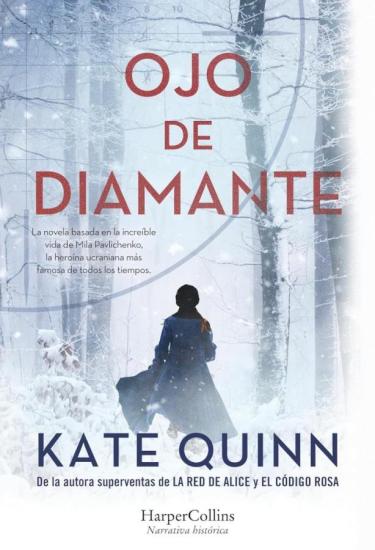 OJO
DE
DIAMANTE
La novela basada en la increíble
vida de Mila Pavlichenko,
la heroína ucraniana más
famosa de todos los tiempos.
KATE QUINN
De la autora superventas de LA RED DE ALICE y EL CÓDIGO ROSA
HarperCollins
Narrativa histórica